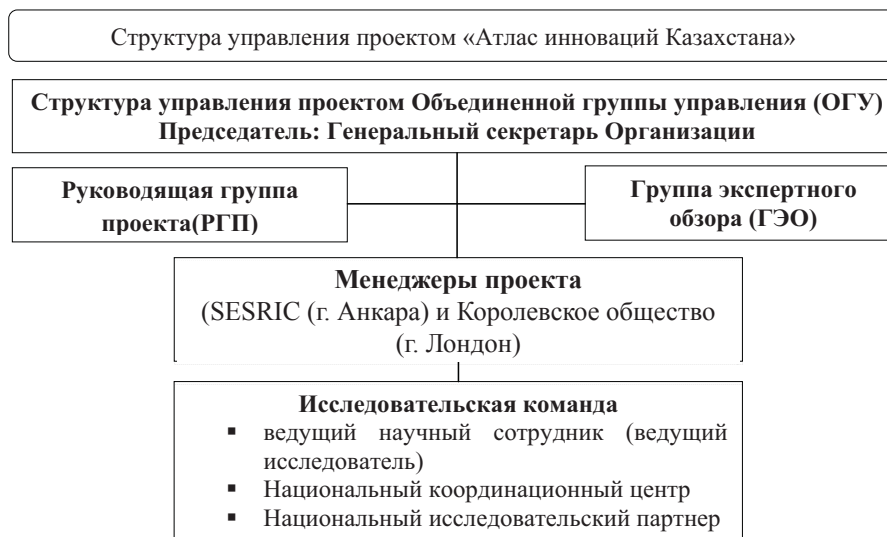 Структура управления проектом «Атлас инноваций Казахстана»
Структура управления проектом Объединенной группы управления (ОГУ)
Председатель: Генеральный секретарь Организации
Руководящая группа
проекта(РГП)
Группа экспертного
обзора (ГЭО)
Менеджеры проекта
(SESRIC (г. Анкара) и Королевское общество
(г. Лондон)
Исследовательская команда
▪ ведущий научный сотрудник (ведущий
исследователь)
▪ Национальный координационный центр
▪ Национальный исследовательский партнер